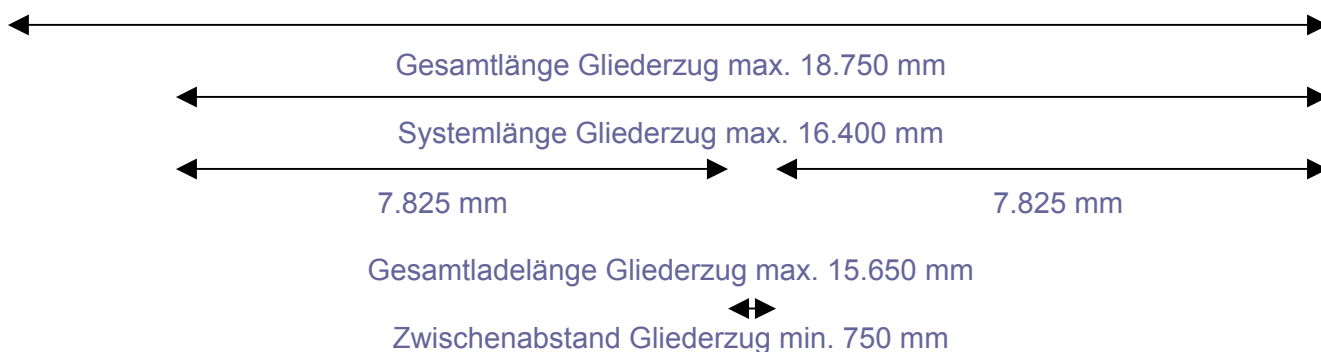 Gesamtlänge Gliederzug max. 18.750 mm
Systemlänge Gliederzug max. 16.400 mm
7.825 mm 7.825 mm
Gesamtladelänge Gliederzug max. 15.650 mm
Zwischenabstand Gliederzug min. 750 mm